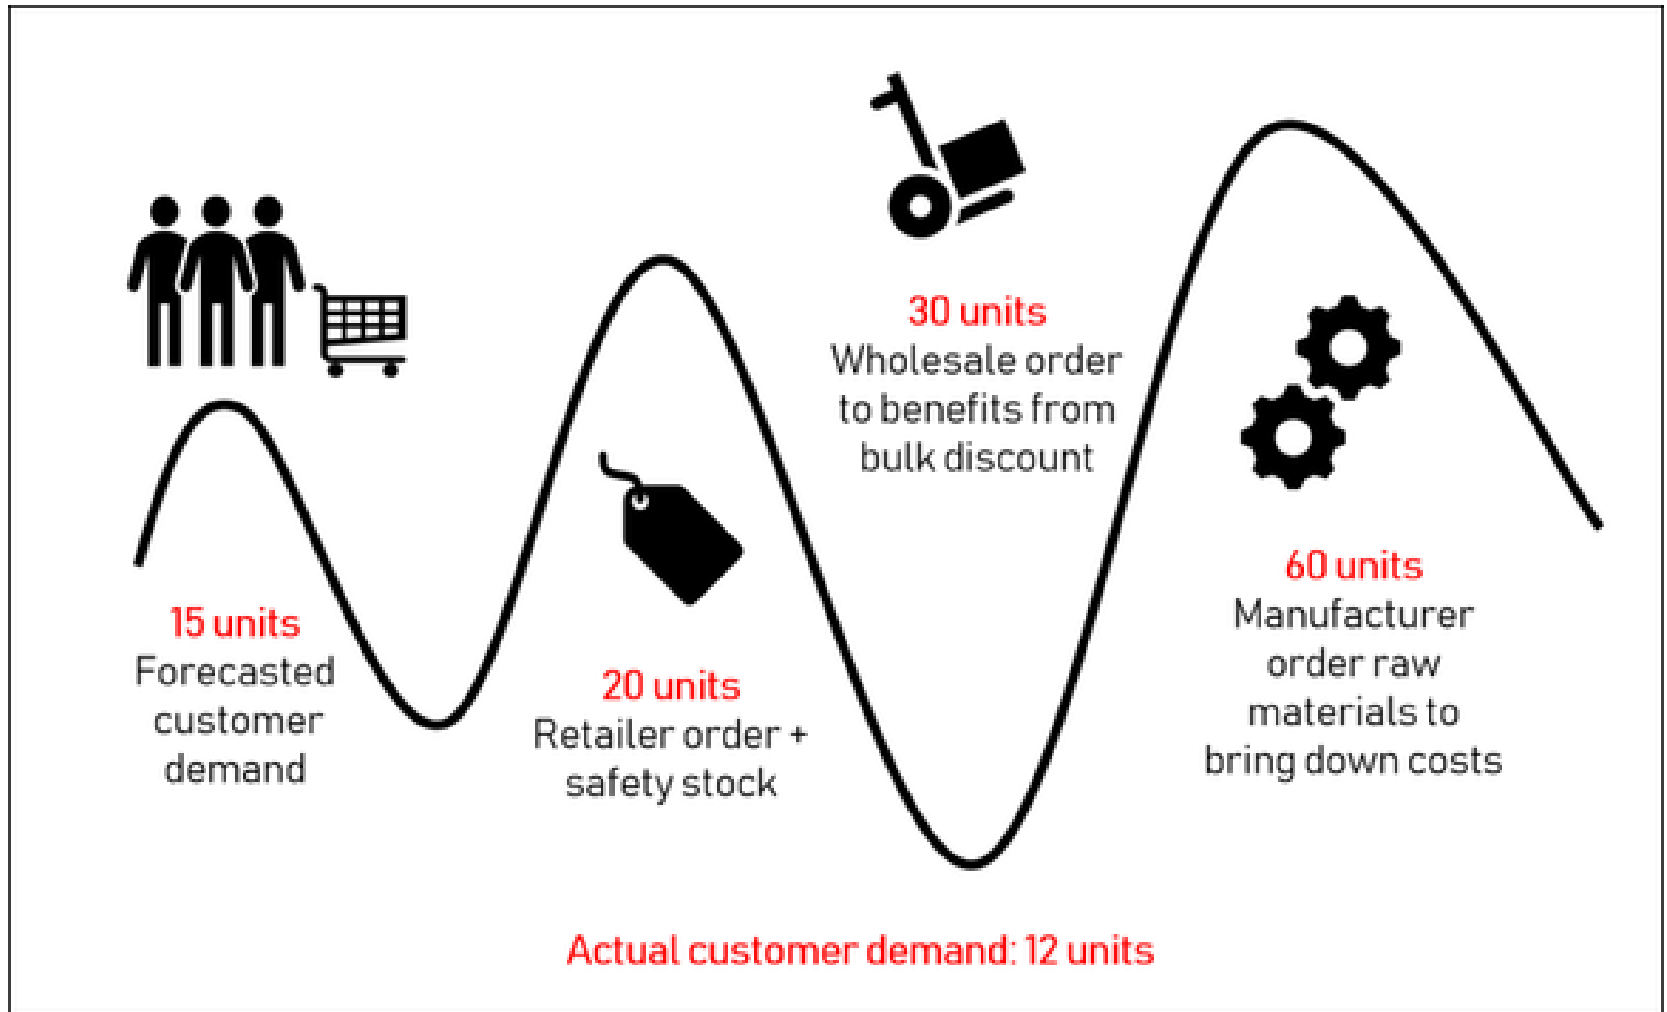 15 units
Forecasted
customer
demand
20 units
Retailer order +
safety stock
30 units
Wholesale order
to benefits from
bulk discount
60 units
Manufacturer
order raw
materials to
bring down costs
Actual customer demand: 12 units